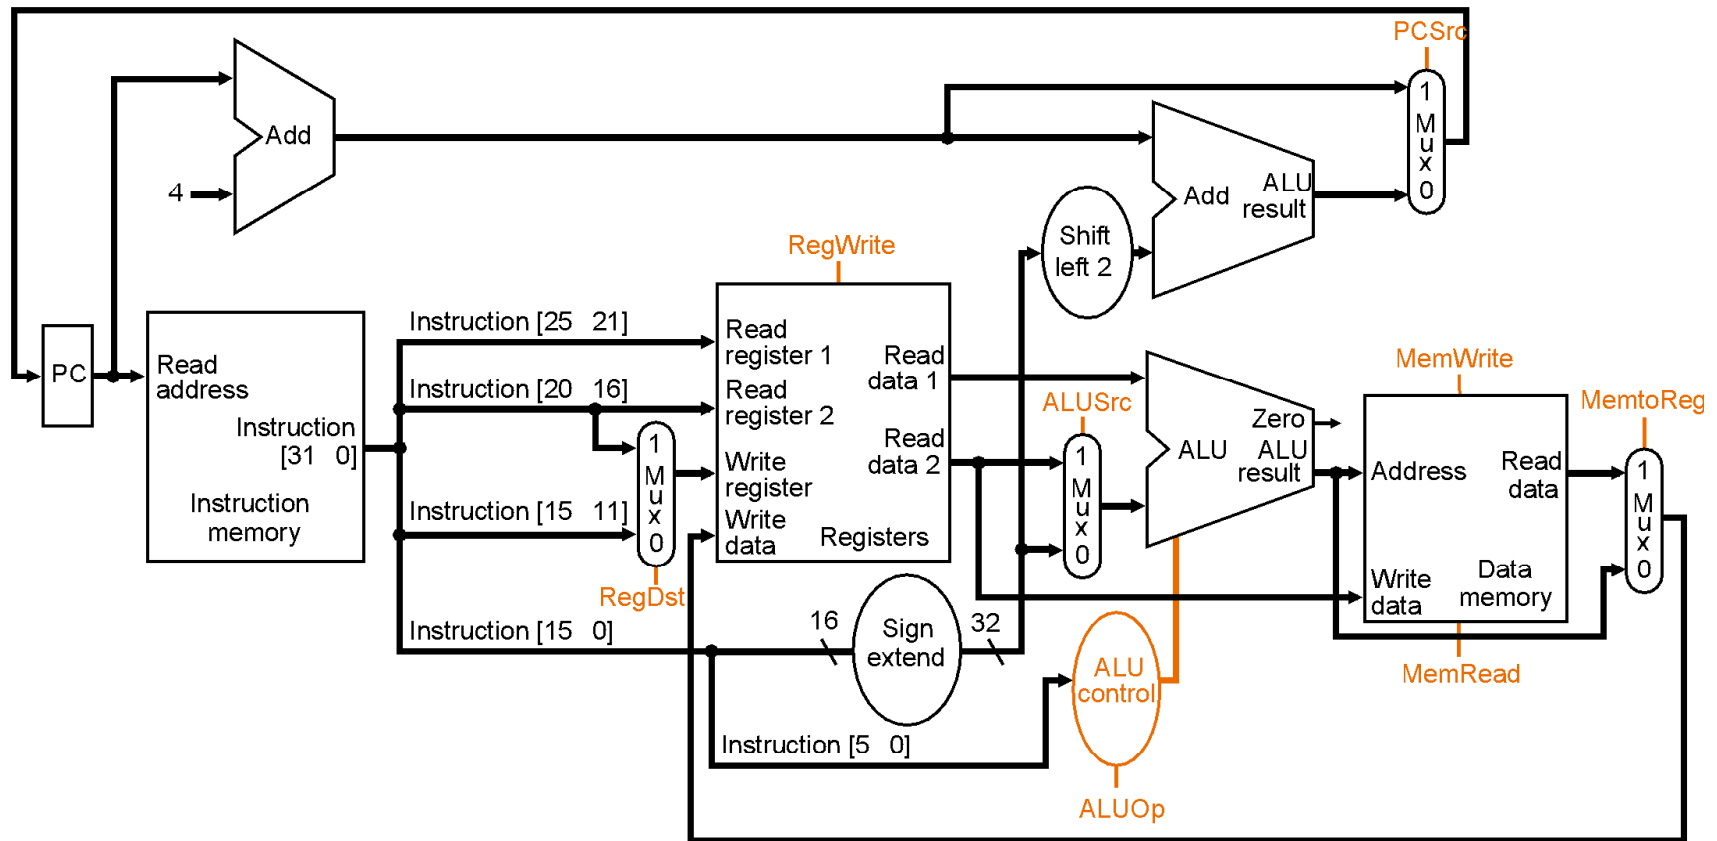 PCSrc
1
M
u
x
0
Add
4
ALU
Add result
Shift
left 2
RegWrite
Instruction [25 21]
Read
register 1
Read
data 1
PC
Read
address
Instruction [20 16]
Read
register 2
Instruction
[31 0]
Instruction
memory
1
M
u
x
0
RegDst
Write
register
Read
data 2
Instruction [15 11]
Write
data
Registers
ALUSrc
1
M
u
x
0
Zero
ALU
ALU
result
MemWrite
Address
Read
data
Write
data
Data
memory
MemRead
MemtoReg
1
M
u
x
0
Instruction [15 0]
16
Sign
extend
32
ALU
control
Instruction [5 0]
ALUOp